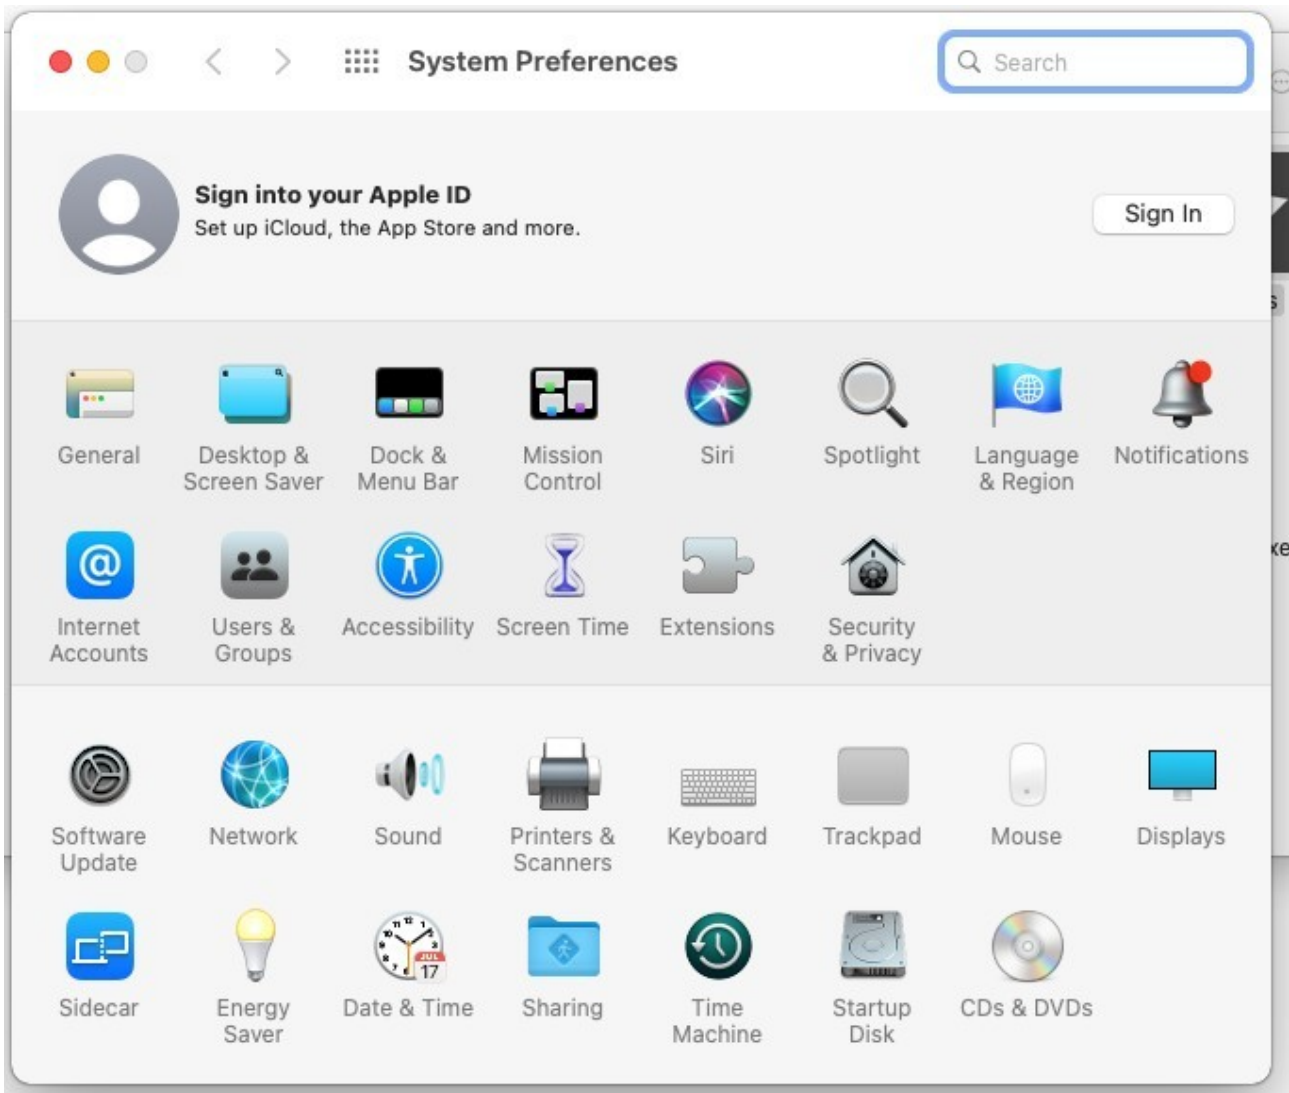 System Preferences
Search
Sign into your Apple ID
Set up iCloud, the App Store and more.
Sign In
General
Desktop &
Screen Saver
Dock &
Menu Bar
Mission
Control
Siri
Spotlight
Language
& Region
Notifications
Internet
Accounts
Users &
Groups
Accessibility
Screen Time
Extensions
Security
& Privacy
Software
Update
Network
Sound
Printers &
Scanners
Keyboard
Trackpad
Mouse
Displays
Sidecar
Energy
Saver
JUL
17
Date & Time
Sharing
Time
Machine
Startup
Disk
CDs & DVDs